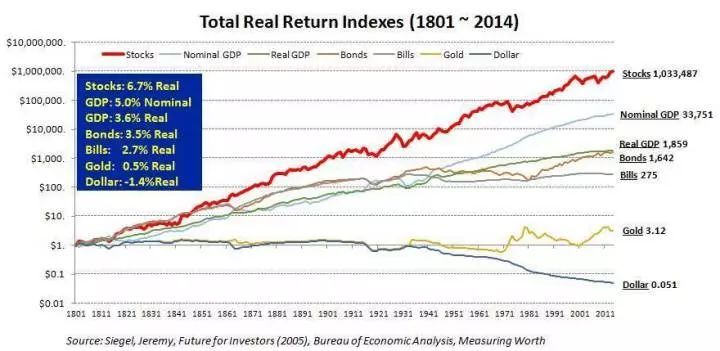 Total Real Return Indexes (1801 ~ 2014)
$10,000,000.
Stocks Nominal GDP Real GDP Bonds Bills Gold Dollar
$1,000,000.
Stocks 1,033,487
Stocks: 6.7% Real
GDP: 5.0% Nominal
GDP: 3.6% Real
Bonds: 3.5% Real
Bills: 2.7% Real
Gold: 0.5% Real
Dollar: -1.4%Real
$100,000.
Nominal GDP 33,751
$10,000.
Real GDP 1,859
$1,000.
Bonds 1,642
Bills 275
$100.
$10.
Gold 3.12
$1.
$0.1
Dollar 0.051
$0.01
1801 1811 1821 1831 1841 1851 1861 1871 1881 1891 1901 1911 1921 1931 1941 1951 1961 1971 1981 1991 2001 2011
Source: Siegel, Jeremy, Future for Investors (2005), Bureau of Economic Analysis, Measuring Worth